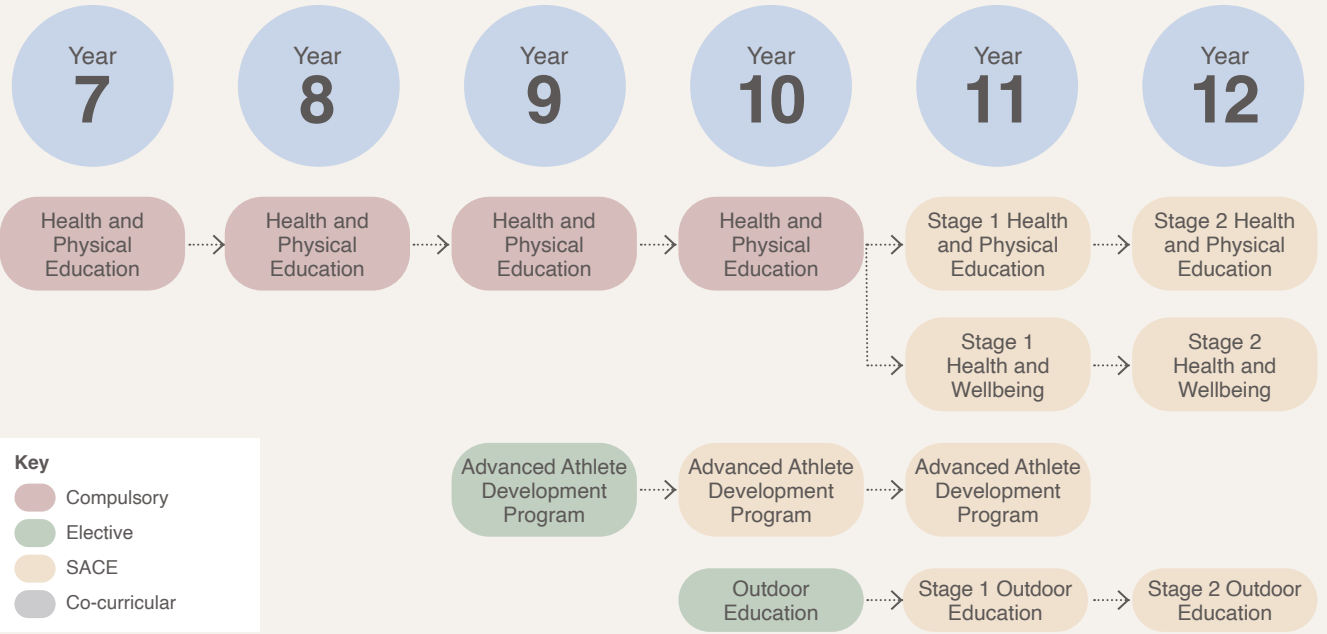 Year
7
Year
8
Year
9
Year
10
Year
11
Year
12
Health and
Physical
Education
Health and
Physical
Education
Health and
Physical
Education
Health and
Physical
Education
Stage 1 Health
and Physical
Education
Stage 2 Health
and Physical
Education
Stage 1
Health and
Wellbeing
Stage 2
Health and
Wellbeing
Advanced Athlete
Development
Program
Advanced Athlete
Development
Program
Advanced Athlete
Development
Program
Outdoor
Education
Stage 1 Outdoor
Education
Stage 2 Outdoor
Education
Key
Compulsory
Elective
SACE
Co-curricular